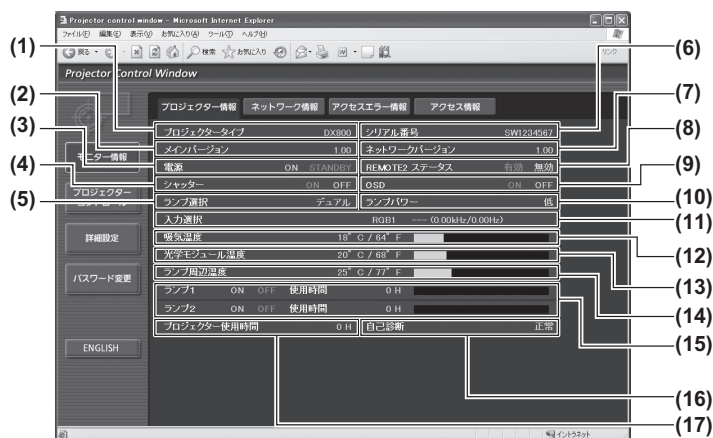 Projector control window - Microsoft Internet Explorer
ファイル(F) 編集(E) 表示(V) お気に入り(A) ツール(T) ヘルプ(H)
戻る 検索 お気に入り リンク
Projector Control Window
プロジェクター情報 ネットワーク情報 アクセスエラー情報 アクセス情報
プロジェクタータイプ DX800 シリアル番号 SW1234567
メインバージョン 1.00 ネットワークバージョン 1.00
モニター情報
電源 ON STANDBY REMOTE2 ステータス 有効 無効
シャッター ON OFF OSD ON OFF
プロジェクター
ランプ選択 デュアル ランプパワー 低
入力選択 RGB1 --- (0.00kHz/0.00Hz)
詳細設定
吸気温度 18°C / 64°F
光学モジュール温度 20°C / 68°F
パスワード変更
ランプ周辺温度 25°C / 77°F
ランプ1 ON OFF 使用時間 0 H
ランプ2 ON OFF 使用時間 0 H
プロジェクター使用時間 0 H 自己診断 正常
ENGLISH
イントラネット
(1)
(2)
(3)
(4)
(5)
(6)
(7)
(8)
(9)
(10)
(11)
(12)
(13)
(14)
(15)
(16)
(17)